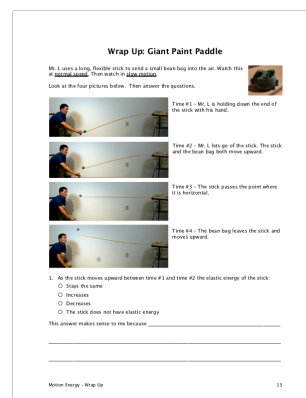 Wrap Up: Giant Paint Paddle
Mr. L uses a long, flexible stick to send a small bean bag into the air. Watch this
at normal speed. Then watch in slow motion.
Look at the four pictures below. Then answer the questions.
Time #1 - Mr. L is holding down the end of
the stick with his hand.
Time #2 - Mr. L lets go of the stick. The stick
and the bean bag both move upward.
Time #3 - The stick passes the point where
it is horizontal.
Time #4 - The bean bag leaves the stick and
moves upward.
1. As the stick moves upward between time #1 and time #2 the elastic energy of the stick:
Stays the same
Increases
Decreases
The stick does not have elastic energy
This answer makes sense to me because
Motion Energy - Wrap Up 13